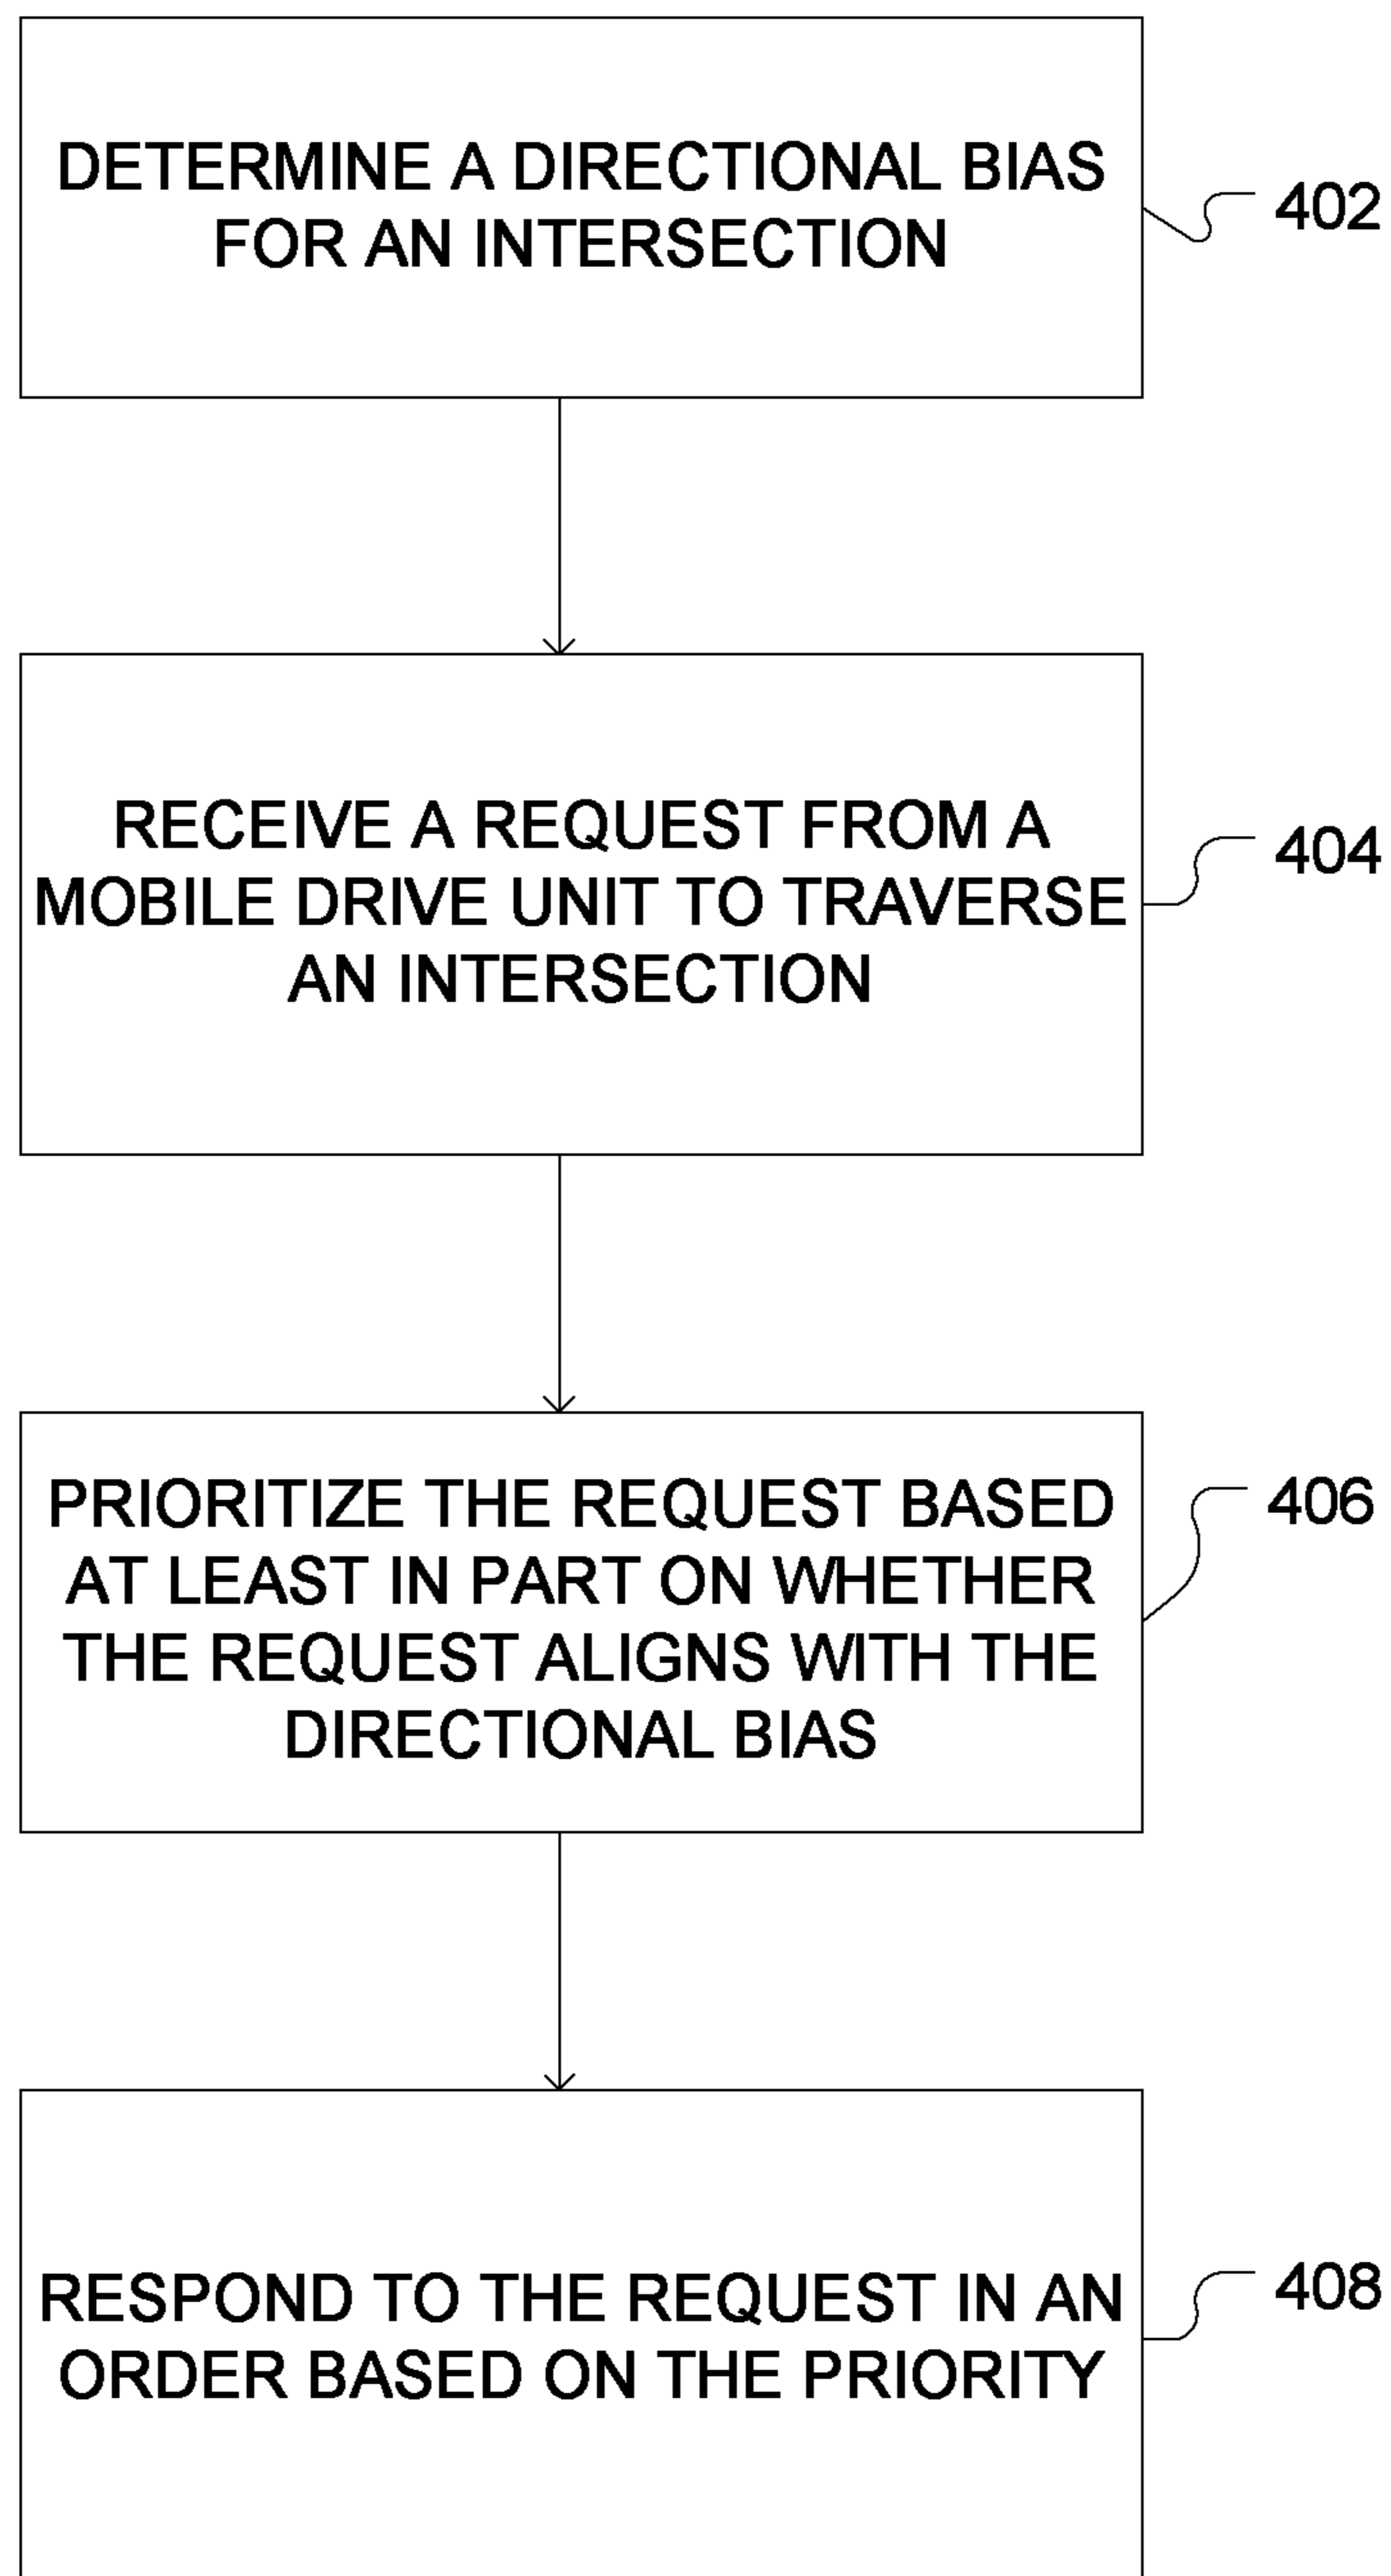 DETERMINE A DIRECTIONAL BIAS
FOR AN INTERSECTION
402
RECEIVE A REQUEST FROM A
MOBILE DRIVE UNIT TO TRAVERSE
AN INTERSECTION
404
PRIORITIZE THE REQUEST BASED
AT LEAST IN PART ON WHETHER
THE REQUEST ALIGNS WITH THE
DIRECTIONAL BIAS
406
RESPOND TO THE REQUEST IN AN
ORDER BASED ON THE PRIORITY
408